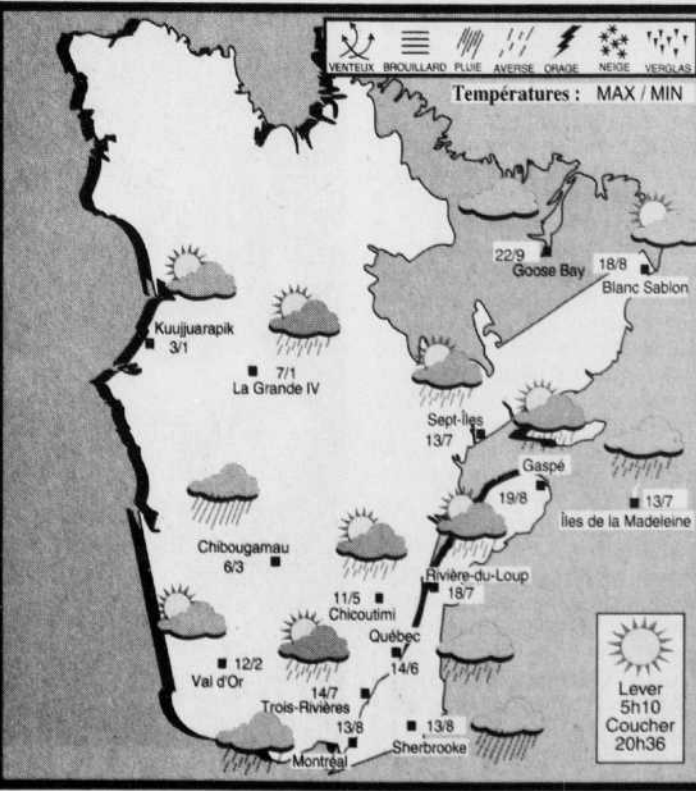 VENTEUX BROUILLARD PLUIE AVERSE ORAGE NEIGE VERGLAS
Températures : MAX / MIN
22/9
Goose Bay
18/8
Blanc Sablon
Kuujjuarapik
3/1
7/1
La Grande IV
Sept-Îles
13/7
Gaspé
19/8
13/7
Îles de la Madeleine
Chibougamau
6/3
11/5
Chicoutimi
Rivière-du-Loup
18/7
Québec
14/6
12/2
Val d'Or
14/7
Trois-Rivières
13/8
Montréal
13/8
Sherbrooke
Lever
5h10
Coucher
20h36